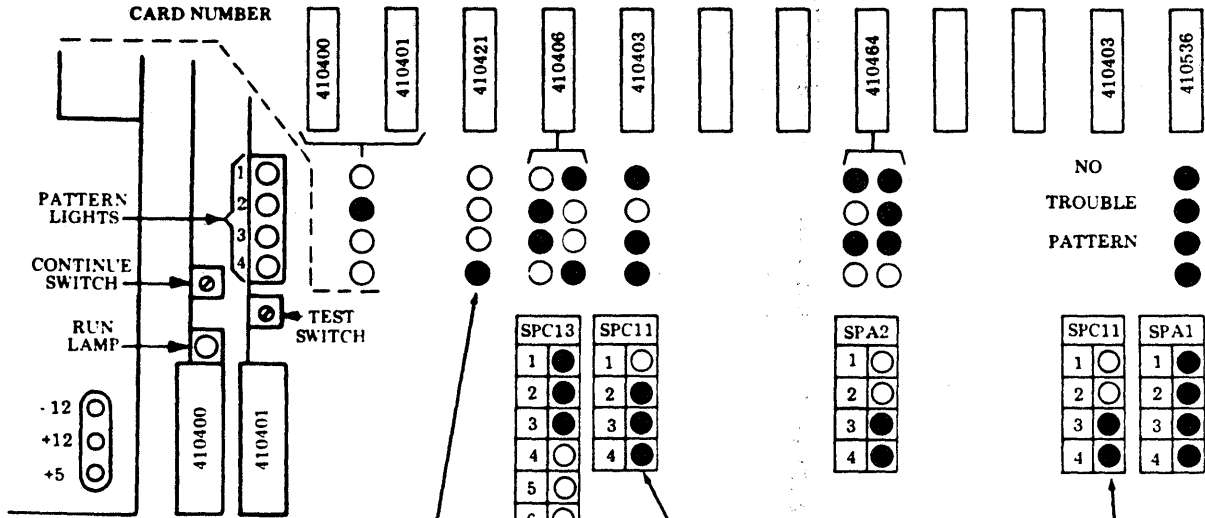 CARD NUMBER
410400
410401
410421
410406
410403
410464
410403
410536
PATTERN
LIGHTS
1
2
3
4
CONTINUE
SWITCH
RUN
LAMP
TEST
SWITCH
- 12
+12
+5
410400
410401
NO
TROUBLE
PATTERN
SPC13
1
2
3
4
5
6
SPC11
1
2
3
4
SPA2
1
2
3
4
SPC11
1
2
3
4
SPA1
1
2
3
4